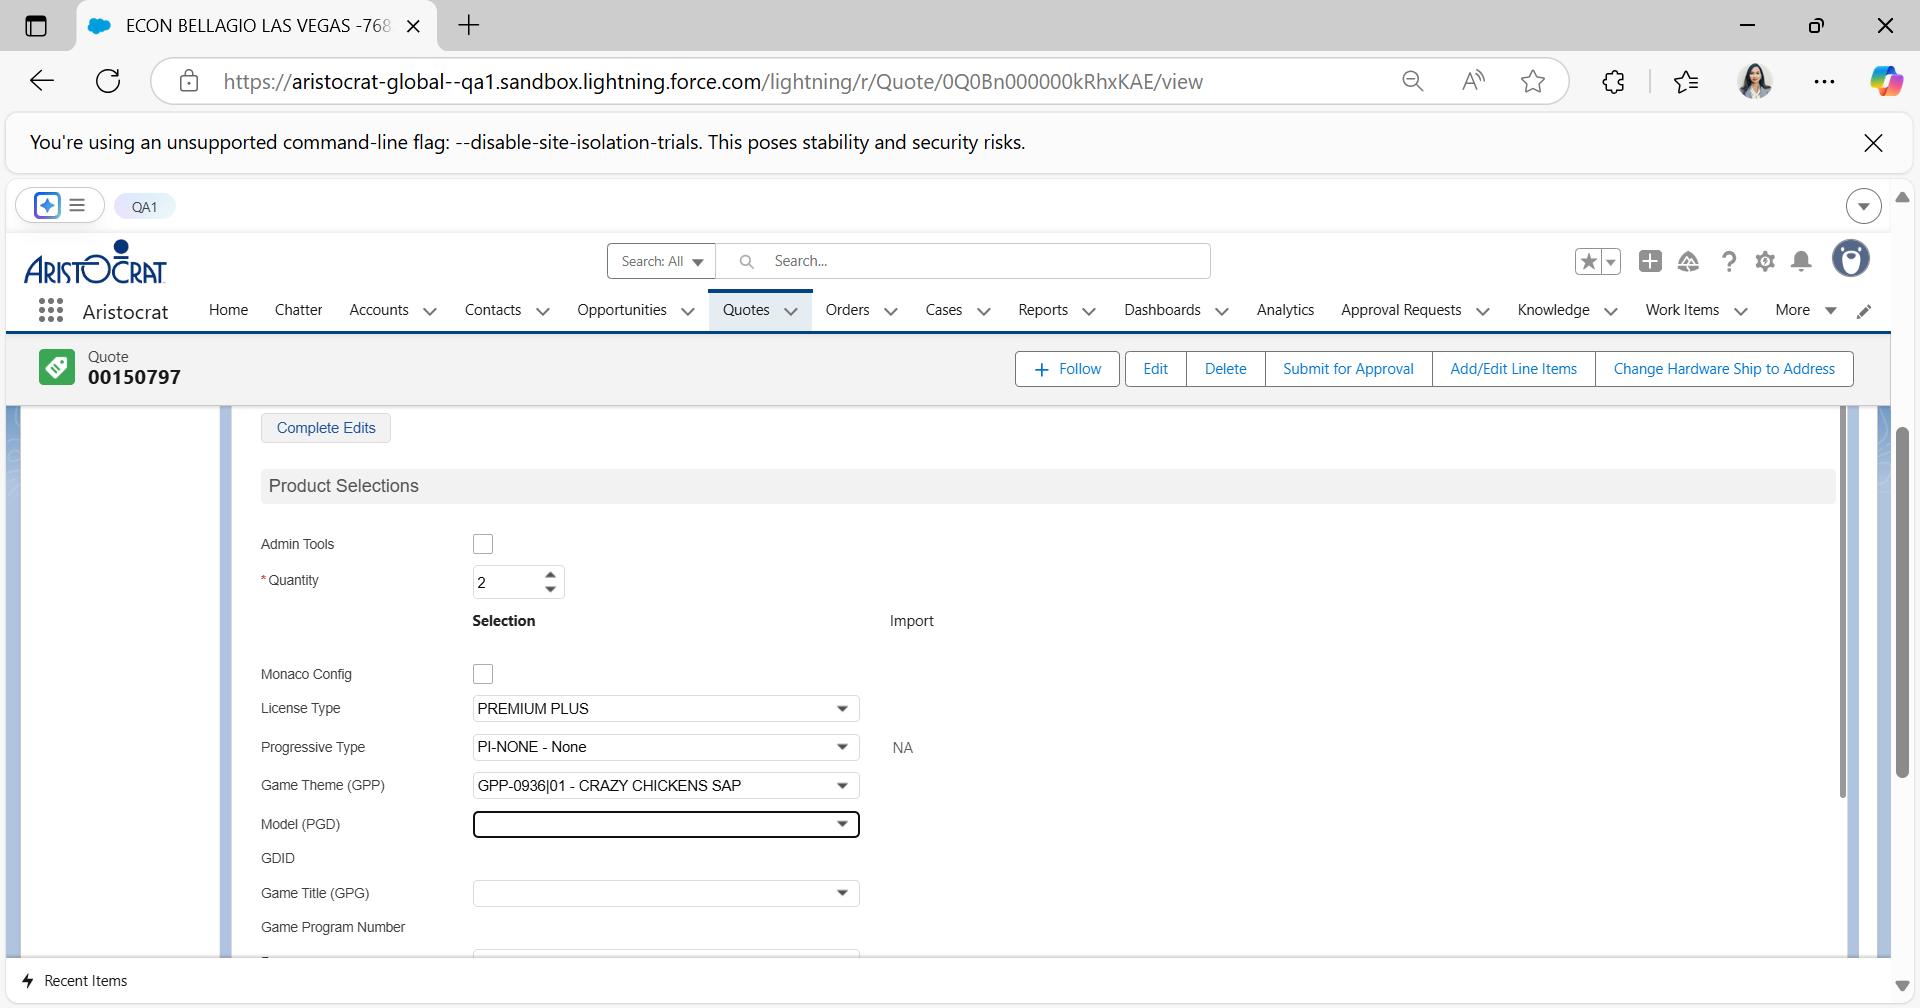 ECON BELLAGIO LAS VEGAS -768
https://aristocrat-global--qa1.sandbox.lightning.force.com/lightning/r/Quote/0Q0Bn000000kRhxKAE/view
You're using an unsupported command-line flag: --disable-site-isolation-trials. This poses stability and security risks.
QA1
ARISTOCRAT
Search: All
Search...
Aristocrat
Home
Chatter
Accounts
Contacts
Opportunities
Quotes
Orders
Cases
Reports
Dashboards
Analytics
Approval Requests
Knowledge
Work Items
More
Quote
00150797
Follow
Edit
Delete
Submit for Approval
Add/Edit Line Items
Change Hardware Ship to Address
Complete Edits
Product Selections
Admin Tools
*Quantity
2
Selection
Import
Monaco Config
License Type
PREMIUM PLUS
Progressive Type
PI-NONE - None
NA
Game Theme (GPP)
GPP-0936|01 - CRAZY CHICKENS SAP
Model (PGD)
GDID
Game Title (GPG)
Game Program Number
Recent Items